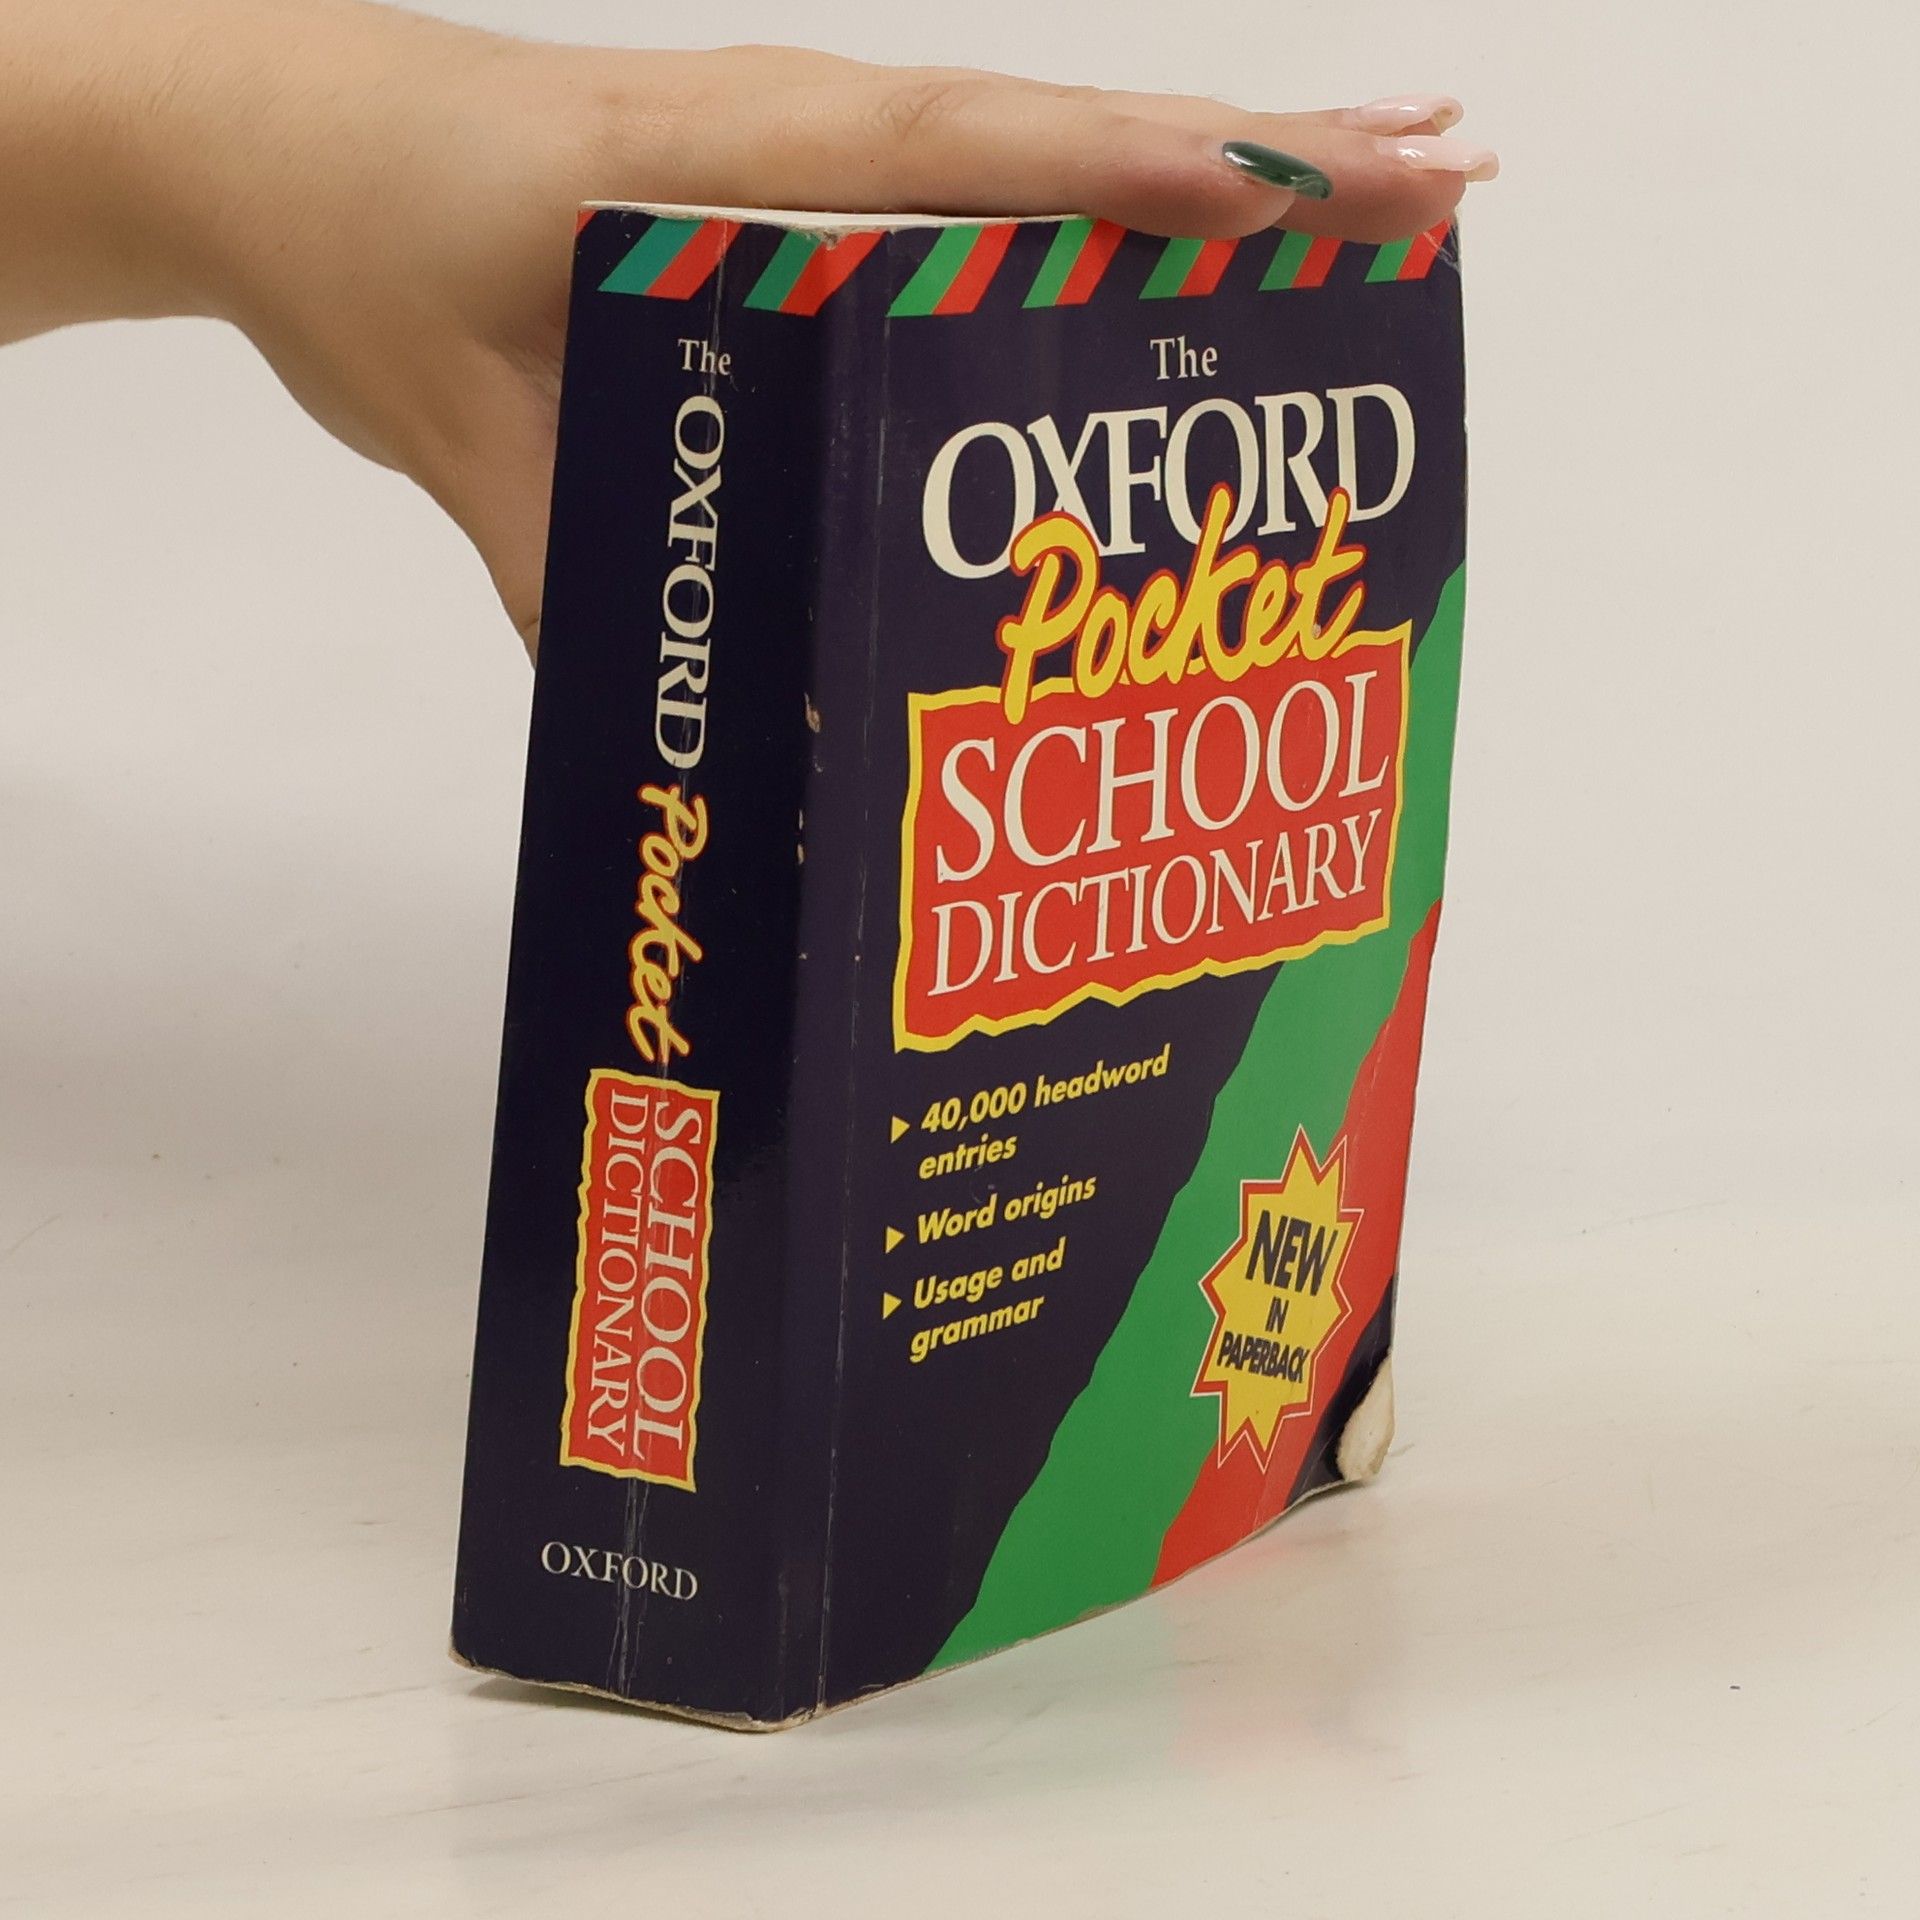 The OXFORD Pocket SCHOOL
DICTIONARY
OXFORD
The
OXFORD
Pocket
SCHOOL
DICTIONARY
40,000 headword
entries
Word origins
Usage and
grammar
NEW
IN
PAPERBACK